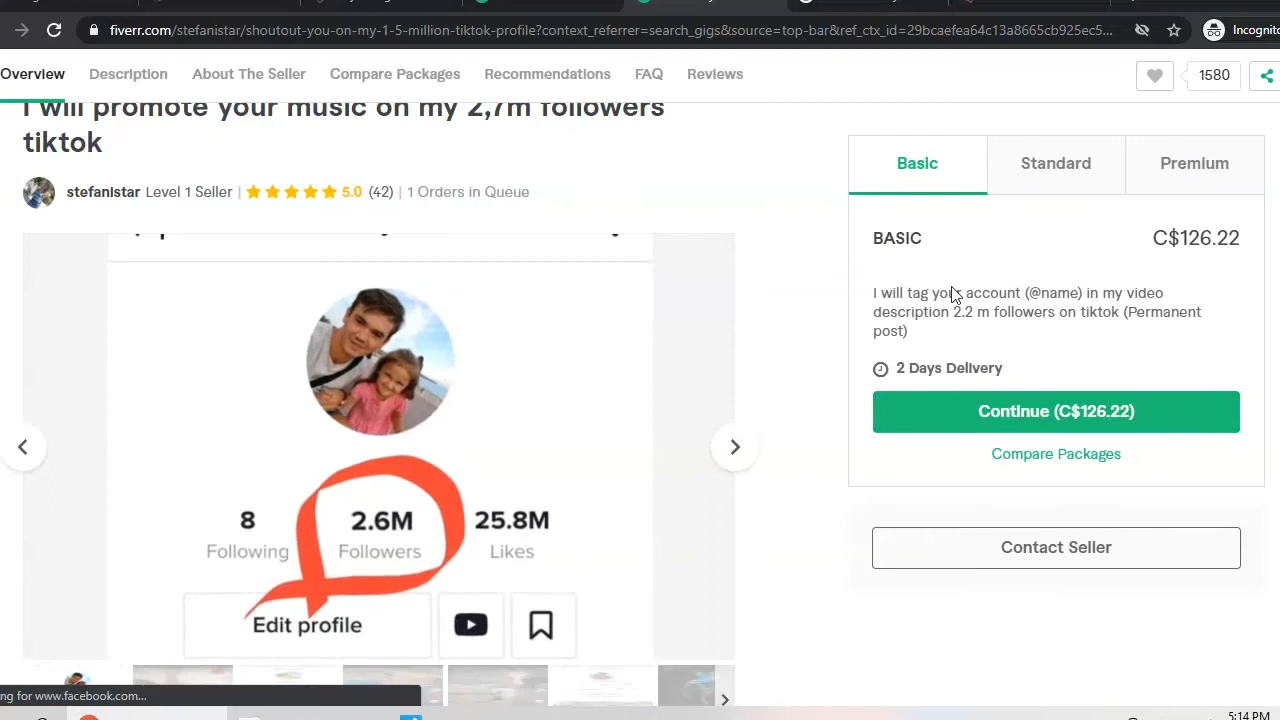 fiverr.com/stefanistar/shoutout-you-on-my-1-5-million-tiktok-profile?context_referrer=search_gigs&source=top-bar&ref_ctx_id=29bcaefea64c13a8665cb925ec5...
Incognito
Overview Description About The Seller Compare Packages Recommendations FAQ Reviews 1580
I will promote your music on my 2,7m followers
tiktok
stefanistar Level 1 Seller | 5.0 (42) | 1 Orders in Queue
Basic Standard Premium
BASIC C$126.22
I will tag your account (@name) in my video
description 2.2 m followers on tiktok (Permanent
post)
2 Days Delivery
Continue (C$126.22)
Compare Packages
Contact Seller
8 2.6M 25.8M
Following Followers Likes
Edit profile
ng for www.facebook.com...
5:14 PM